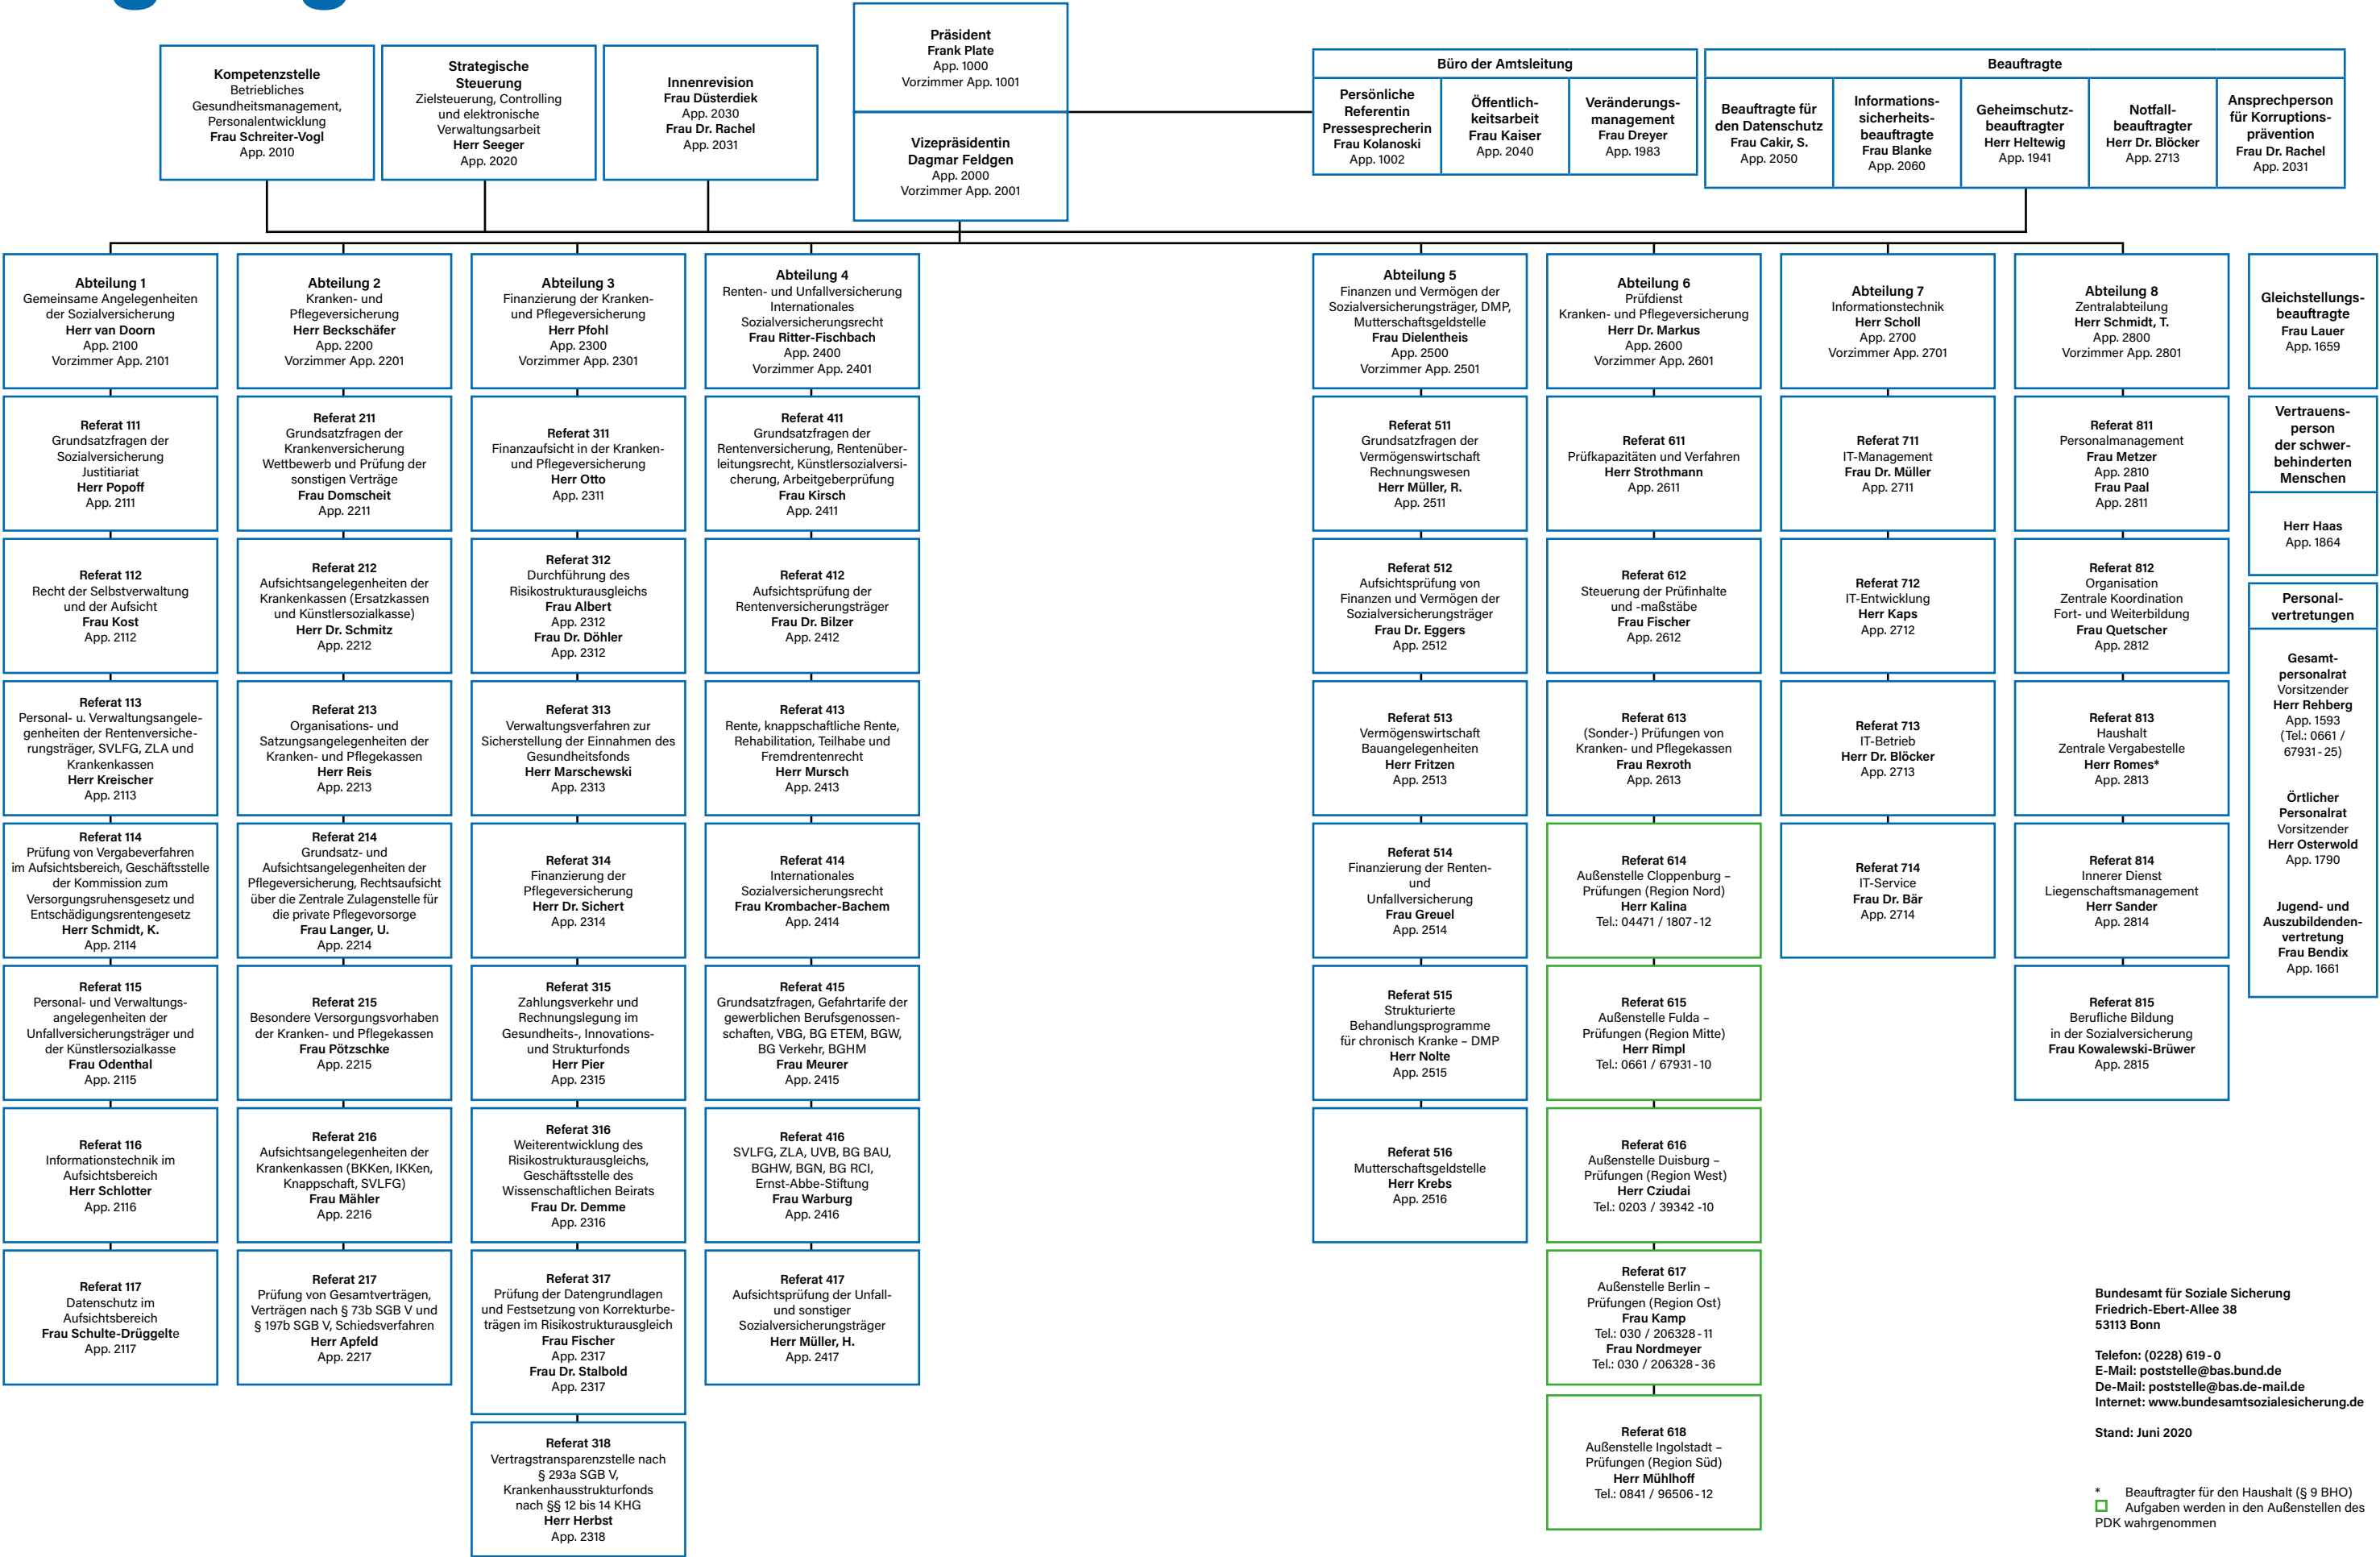 Präsident
Frank Plate
App. 1000
Vorzimmer App. 1001
Vizepräsidentin
Dagmar Feldgen
App. 2000
Vorzimmer App. 2001
Kompetenzstelle
Betriebliches
Gesundheitsmanagement,
Personalentwicklung
Frau Schreiter-Vogl
App. 2010
Strategische
Steuerung
Zielsteuerung, Controlling
und elektronische
Verwaltungsarbeit
Herr Seeger
App. 2020
Innenrevision
Frau Düsterdiek
App. 2030
Frau Dr. Rachel
App. 2031
Büro der Amtsleitung
Persönliche
Referentin
Pressesprecherin
Frau Kolanoski
App. 1002
Öffentlich-
keitsarbeit
Frau Kaiser
App. 2040
Veränderungs-
management
Frau Dreyer
App. 1983
Beauftragte
Beauftragte für
den Datenschutz
Frau Cakir, S.
App. 2050
Informations-
sicherheits-
beauftragte
Frau Blanke
App. 2060
Geheimschutz-
beauftragter
Herr Heltewig
App. 1941
Notfall-
beauftragter
Herr Dr. Blöcker
App. 2713
Ansprechperson
für Korruptions-
prävention
Frau Dr. Rachel
App. 2031
Abteilung 1
Gemeinsame Angelegenheiten
der Sozialversicherung
Herr van Doorn
App. 2100
Vorzimmer App. 2101
Referat 111
Grundsatzfragen der
Sozialversicherung
Justitiariat
Herr Popoff
App. 2111
Referat 112
Recht der Selbstverwaltung
und der Aufsicht
Frau Kost
App. 2112
Referat 113
Personal- u. Verwaltungsangele-
genheiten der Rentenversiche-
rungsträger, SVLFG, ZLA und
Krankenkassen
Herr Kreischer
App. 2113
Referat 114
Prüfung von Vergabeverfahren
im Aufsichtsbereich, Geschäftsstelle
der Kommission zum
Versorgungsruhensgesetz und
Entschädigungsrentengesetz
Herr Schmidt, K.
App. 2114
Referat 115
Personal- und Verwaltungs-
angelegenheiten der
Unfallversicherungsträger und
der Künstlersozialkasse
Frau Odenthal
App. 2115
Referat 116
Informationstechnik im
Aufsichtsbereich
Herr Schlotter
App. 2116
Referat 117
Datenschutz im
Aufsichtsbereich
Frau Schulte-Drüggelte
App. 2117
Abteilung 2
Kranken- und
Pflegeversicherung
Herr Beckschäfer
App. 2200
Vorzimmer App. 2201
Referat 211
Grundsatzfragen der
Krankenversicherung
Wettbewerb und Prüfung der
sonstigen Verträge
Frau Domscheit
App. 2211
Referat 212
Aufsichtsangelegenheiten der
Krankenkassen (Ersatzkassen
und Künstlersozialkasse)
Herr Dr. Schmitz
App. 2212
Referat 213
Organisations- und
Satzungsangelegenheiten der
Kranken- und Pflegekassen
Herr Reis
App. 2213
Referat 214
Grundsatz- und
Aufsichtsangelegenheiten der
Pflegeversicherung, Rechtsaufsicht
über die Zentrale Zulagenstelle für
die private Pflegevorsorge
Frau Langer, U.
App. 2214
Referat 215
Besondere Versorgungsvorhaben
der Kranken- und Pflegekassen
Frau Pötzschke
App. 2215
Referat 216
Aufsichtsangelegenheiten der
Krankenkassen (BKKen, IKKen,
Knappschaft, SVLFG)
Frau Mähler
App. 2216
Referat 217
Prüfung von Gesamtverträgen,
Verträgen nach § 73b SGB V und
§ 197b SGB V, Schiedsverfahren
Herr Apfeld
App. 2217
Abteilung 3
Finanzierung der Kranken-
und Pflegeversicherung
Herr Pfohl
App. 2300
Vorzimmer App. 2301
Referat 311
Finanzaufsicht in der Kranken-
und Pflegeversicherung
Herr Otto
App. 2311
Referat 312
Durchführung des
Risikostrukturausgleichs
Frau Albert
App. 2312
Frau Dr. Döhler
App. 2312
Referat 313
Verwaltungsverfahren zur
Sicherstellung der Einnahmen des
Gesundheitsfonds
Herr Marschewski
App. 2313
Referat 314
Finanzierung der
Pflegeversicherung
Herr Dr. Sichert
App. 2314
Referat 315
Zahlungsverkehr und
Rechnungslegung im
Gesundheits-, Innovations-
und Strukturfonds
Herr Pier
App. 2315
Referat 316
Weiterentwicklung des
Risikostrukturausgleichs,
Geschäftsstelle des
Wissenschaftlichen Beirats
Frau Dr. Demme
App. 2316
Referat 317
Prüfung der Datengrundlagen
und Festsetzung von Korrekturbe-
trägen im Risikostrukturausgleich
Frau Fischer
App. 2317
Frau Dr. Stalbold
App. 2317
Referat 318
Vertragstransparenzstelle nach
§ 293a SGB V,
Krankenhausstrukturfonds
nach §§ 12 bis 14 KHG
Herr Herbst
App. 2318
Abteilung 4
Renten- und Unfallversicherung
Internationales
Sozialversicherungsrecht
Frau Ritter-Fischbach
App. 2400
Vorzimmer App. 2401
Referat 411
Grundsatzfragen der
Rentenversicherung, Rentenüber-
leitungsrecht, Künstlersozialversi-
cherung, Arbeitgeberprüfung
Frau Kirsch
App. 2411
Referat 412
Aufsichtsprüfung der
Rentenversicherungsträger
Frau Dr. Bilzer
App. 2412
Referat 413
Rente, knappschaftliche Rente,
Rehabilitation, Teilhabe und
Fremdrentenrecht
Herr Mursch
App. 2413
Referat 414
Internationales
Sozialversicherungsrecht
Frau Krombacher-Bachem
App. 2414
Referat 415
Grundsatzfragen, Gefahrtarife der
gewerblichen Berufsgenossen-
schaften, VBG, BG ETEM, BGW,
BG Verkehr, BGHM
Frau Meurer
App. 2415
Referat 416
SVLFG, ZLA, UVB, BG BAU,
BGHW, BGN, BG RCI,
Ernst-Abbe-Stiftung
Frau Warburg
App. 2416
Referat 417
Aufsichtsprüfung der Unfall-
und sonstiger
Sozialversicherungsträger
Herr Müller, H.
App. 2417
Abteilung 5
Finanzen und Vermögen der
Sozialversicherungsträger, DMP,
Mutterschaftsgeldstelle
Frau Dielentheis
App. 2500
Vorzimmer App. 2501
Referat 511
Grundsatzfragen der
Vermögenswirtschaft
Rechnungswesen
Herr Müller, R.
App. 2511
Referat 512
Aufsichtsprüfung von
Finanzen und Vermögen der
Sozialversicherungsträger
Frau Dr. Eggers
App. 2512
Referat 513
Vermögenswirtschaft
Bauangelegenheiten
Herr Fritzen
App. 2513
Referat 514
Finanzierung der Renten-
und
Unfallversicherung
Frau Greuel
App. 2514
Referat 515
Strukturierte
Behandlungsprogramme
für chronisch Kranke – DMP
Herr Nolte
App. 2515
Referat 516
Mutterschaftsgeldstelle
Herr Krebs
App. 2516
Abteilung 6
Prüfdienst
Kranken- und Pflegeversicherung
Herr Dr. Markus
App. 2600
Vorzimmer App. 2601
Referat 611
Prüfkapazitäten und Verfahren
Herr Strothmann
App. 2611
Referat 612
Steuerung der Prüfinhalte
und -maßstäbe
Frau Fischer
App. 2612
Referat 613
(Sonder-) Prüfungen von
Kranken- und Pflegekassen
Frau Rexroth
App. 2613
Referat 614
Außenstelle Cloppenburg –
Prüfungen (Region Nord)
Herr Kalina
Tel.: 04471 / 1807-12
Referat 615
Außenstelle Fulda –
Prüfungen (Region Mitte)
Herr Rimpl
Tel.: 0661 / 67931-10
Referat 616
Außenstelle Duisburg –
Prüfungen (Region West)
Herr Cziudai
Tel.: 0203 / 39342 -10
Referat 617
Außenstelle Berlin –
Prüfungen (Region Ost)
Frau Kamp
Tel.: 030 / 206328-11
Frau Nordmeyer
Tel.: 030 / 206328-36
Referat 618
Außenstelle Ingolstadt –
Prüfungen (Region Süd)
Herr Mühlhoff
Tel.: 0841 / 96506-12
Abteilung 7
Informationstechnik
Herr Scholl
App. 2700
Vorzimmer App. 2701
Referat 711
IT-Management
Frau Dr. Müller
App. 2711
Referat 712
IT-Entwicklung
Herr Kaps
App. 2712
Referat 713
IT-Betrieb
Herr Dr. Blöcker
App. 2713
Referat 714
IT-Service
Frau Dr. Bär
App. 2714
Abteilung 8
Zentralabteilung
Herr Schmidt, T.
App. 2800
Vorzimmer App. 2801
Referat 811
Personalmanagement
Frau Metzer
App. 2810
Frau Paal
App. 2811
Referat 812
Organisation
Zentrale Koordination
Fort- und Weiterbildung
Frau Quetscher
App. 2812
Referat 813
Haushalt
Zentrale Vergabestelle
Herr Romes*
App. 2813
Referat 814
Innerer Dienst
Liegenschaftsmanagement
Herr Sander
App. 2814
Referat 815
Berufliche Bildung
in der Sozialversicherung
Frau Kowalewski-Brüwer
App. 2815
Gleichstellungs-
beauftragte
Frau Lauer
App. 1659
Vertrauens-
person
der schwer-
behinderten
Menschen
Herr Haas
App. 1864
Personal-
vertretungen
Gesamt-
personalrat
Vorsitzender
Herr Rehberg
App. 1593
(Tel.: 0661 /
67931-25)
Örtlicher
Personalrat
Vorsitzender
Herr Osterwold
App. 1790
Jugend- und
Auszubildenden-
vertretung
Frau Bendix
App. 1661
Bundesamt für Soziale Sicherung
Friedrich-Ebert-Allee 38
53113 Bonn
Telefon: (0228) 619-0
E-Mail: poststelle@bas.bund.de
De-Mail: poststelle@bas.de-mail.de
Internet: www.bundesamtsozialesicherung.de
Stand: Juni 2020
* Beauftragter für den Haushalt (§ 9 BHO)
Aufgaben werden in den Außenstellen des
PDK wahrgenommen